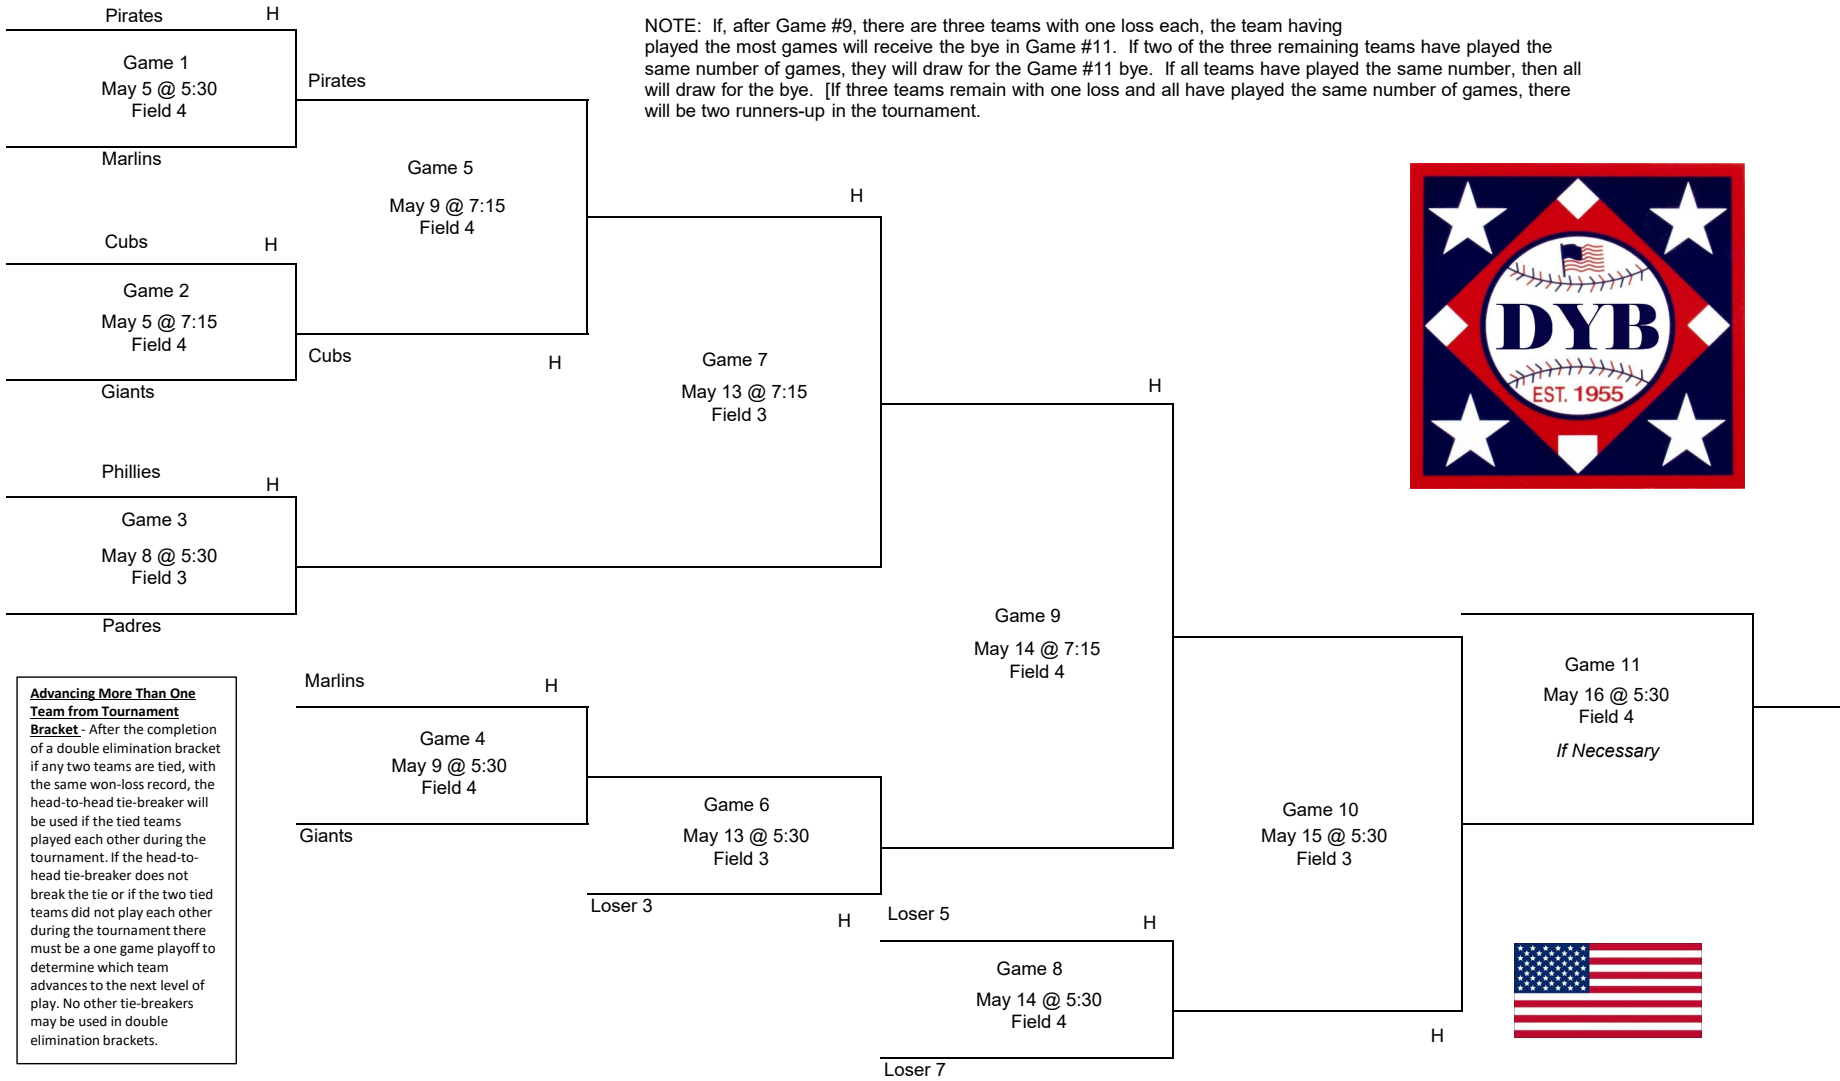 Pirates
H
NOTE:  If, after Game #9, there are three teams with one loss each, the team having
played the most games will receive the bye in Game #11.  If two of the three remaining teams have played the
same number of games, they will draw for the Game #11 bye.  If all teams have played the same number, then all
will draw for the bye.  [If three teams remain with one loss and all have played the same number of games, there
will be two runners-up in the tournament.
Game 1
May 5 @ 5:30
Field 4
Marlins
Pirates
Game 5
May 9 @ 7:15
Field 4
Cubs
H
Game 2
May 5 @ 7:15
Field 4
Giants
Cubs
H
H
Game 7
May 13 @ 7:15
Field 3
H
DYB
EST. 1955
Phillies
H
Game 3
May 8 @ 5:30
Field 3
Padres
Game 9
May 14 @ 7:15
Field 4
Game 11
May 16 @ 5:30
Field 4
If Necessary
Advancing More Than One
Team from Tournament
Bracket - After the completion
of a double elimination bracket
if any two teams are tied, with
the same won-loss record, the
head-to-head tie-breaker will
be used if the tied teams
played each other during the
tournament. If the head-to-
head tie-breaker does not
break the tie or if the two tied
teams did not play each other
during the tournament there
must be a one game playoff to
determine which team
advances to the next level of
play. No other tie-breakers
may be used in double
elimination brackets.
Marlins
H
Game 4
May 9 @ 5:30
Field 4
Giants
Game 6
May 13 @ 5:30
Field 3
Loser 3
H
Game 10
May 15 @ 5:30
Field 3
Loser 5
H
Game 8
May 14 @ 5:30
Field 4
Loser 7
H